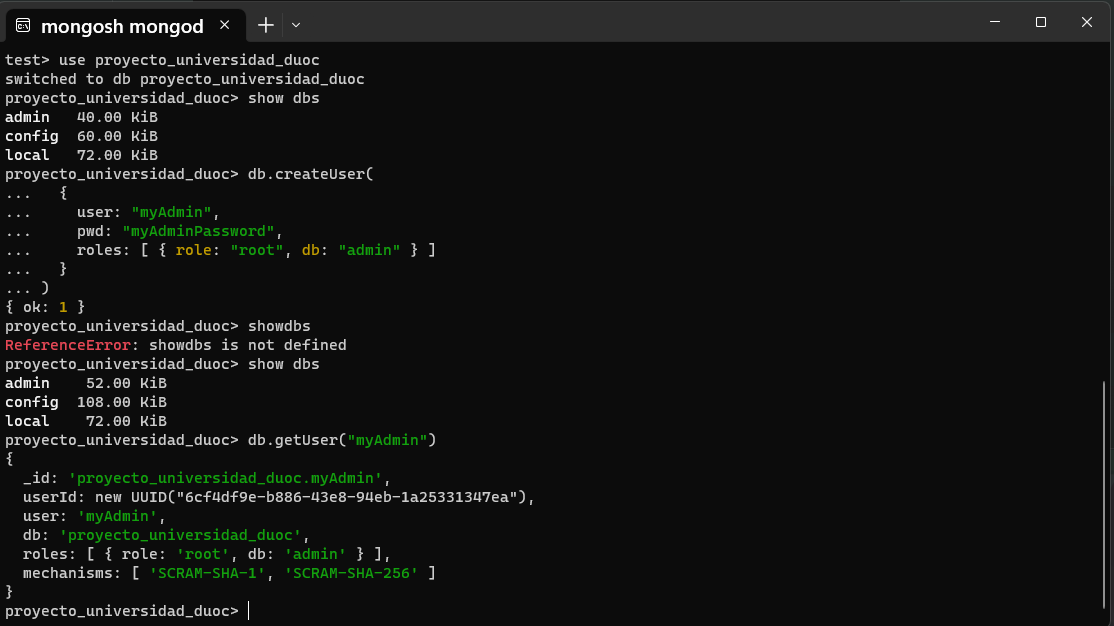 mongosh mongod
test> use proyecto_universidad_duoc
switched to db proyecto_universidad_duoc
proyecto_universidad_duoc> show dbs
admin   40.00 KiB
config  60.00 KiB
local   72.00 KiB
proyecto_universidad_duoc> db.createUser(
...   {
...     user: "myAdmin",
...     pwd: "myAdminPassword",
...     roles: [ { role: "root", db: "admin" } ]
...   }
... )
{ ok: 1 }
proyecto_universidad_duoc> showdbs
ReferenceError: showdbs is not defined
proyecto_universidad_duoc> show dbs
admin    52.00 KiB
config  108.00 KiB
local    72.00 KiB
proyecto_universidad_duoc> db.getUser("myAdmin")
{
  _id: 'proyecto_universidad_duoc.myAdmin',
  userId: new UUID("6cf4df9e-b886-43e8-94eb-1a25331347ea"),
  user: 'myAdmin',
  db: 'proyecto_universidad_duoc',
  roles: [ { role: 'root', db: 'admin' } ],
  mechanisms: [ 'SCRAM-SHA-1', 'SCRAM-SHA-256' ]
}
proyecto_universidad_duoc>